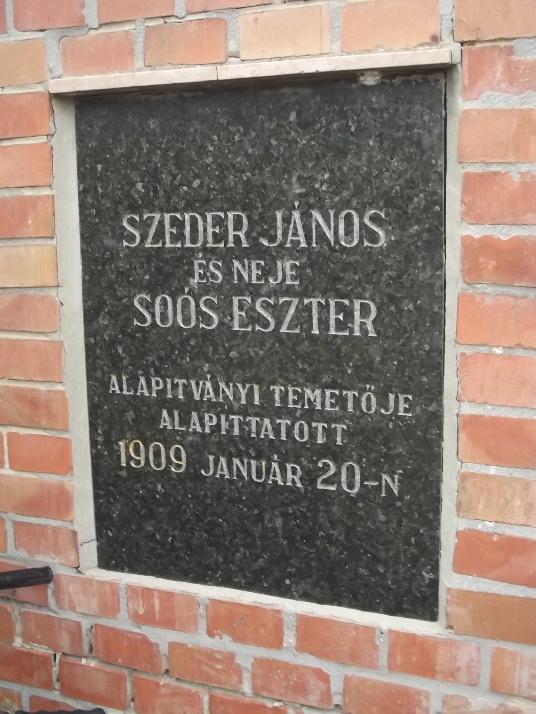 SZEDER JÁNOS
ÉS NEJE
SOÓS ESZTER
ALAPITVÁNYI TEMETŐJE
ALAPITTATOTT
1909 JANUÁR 20-N